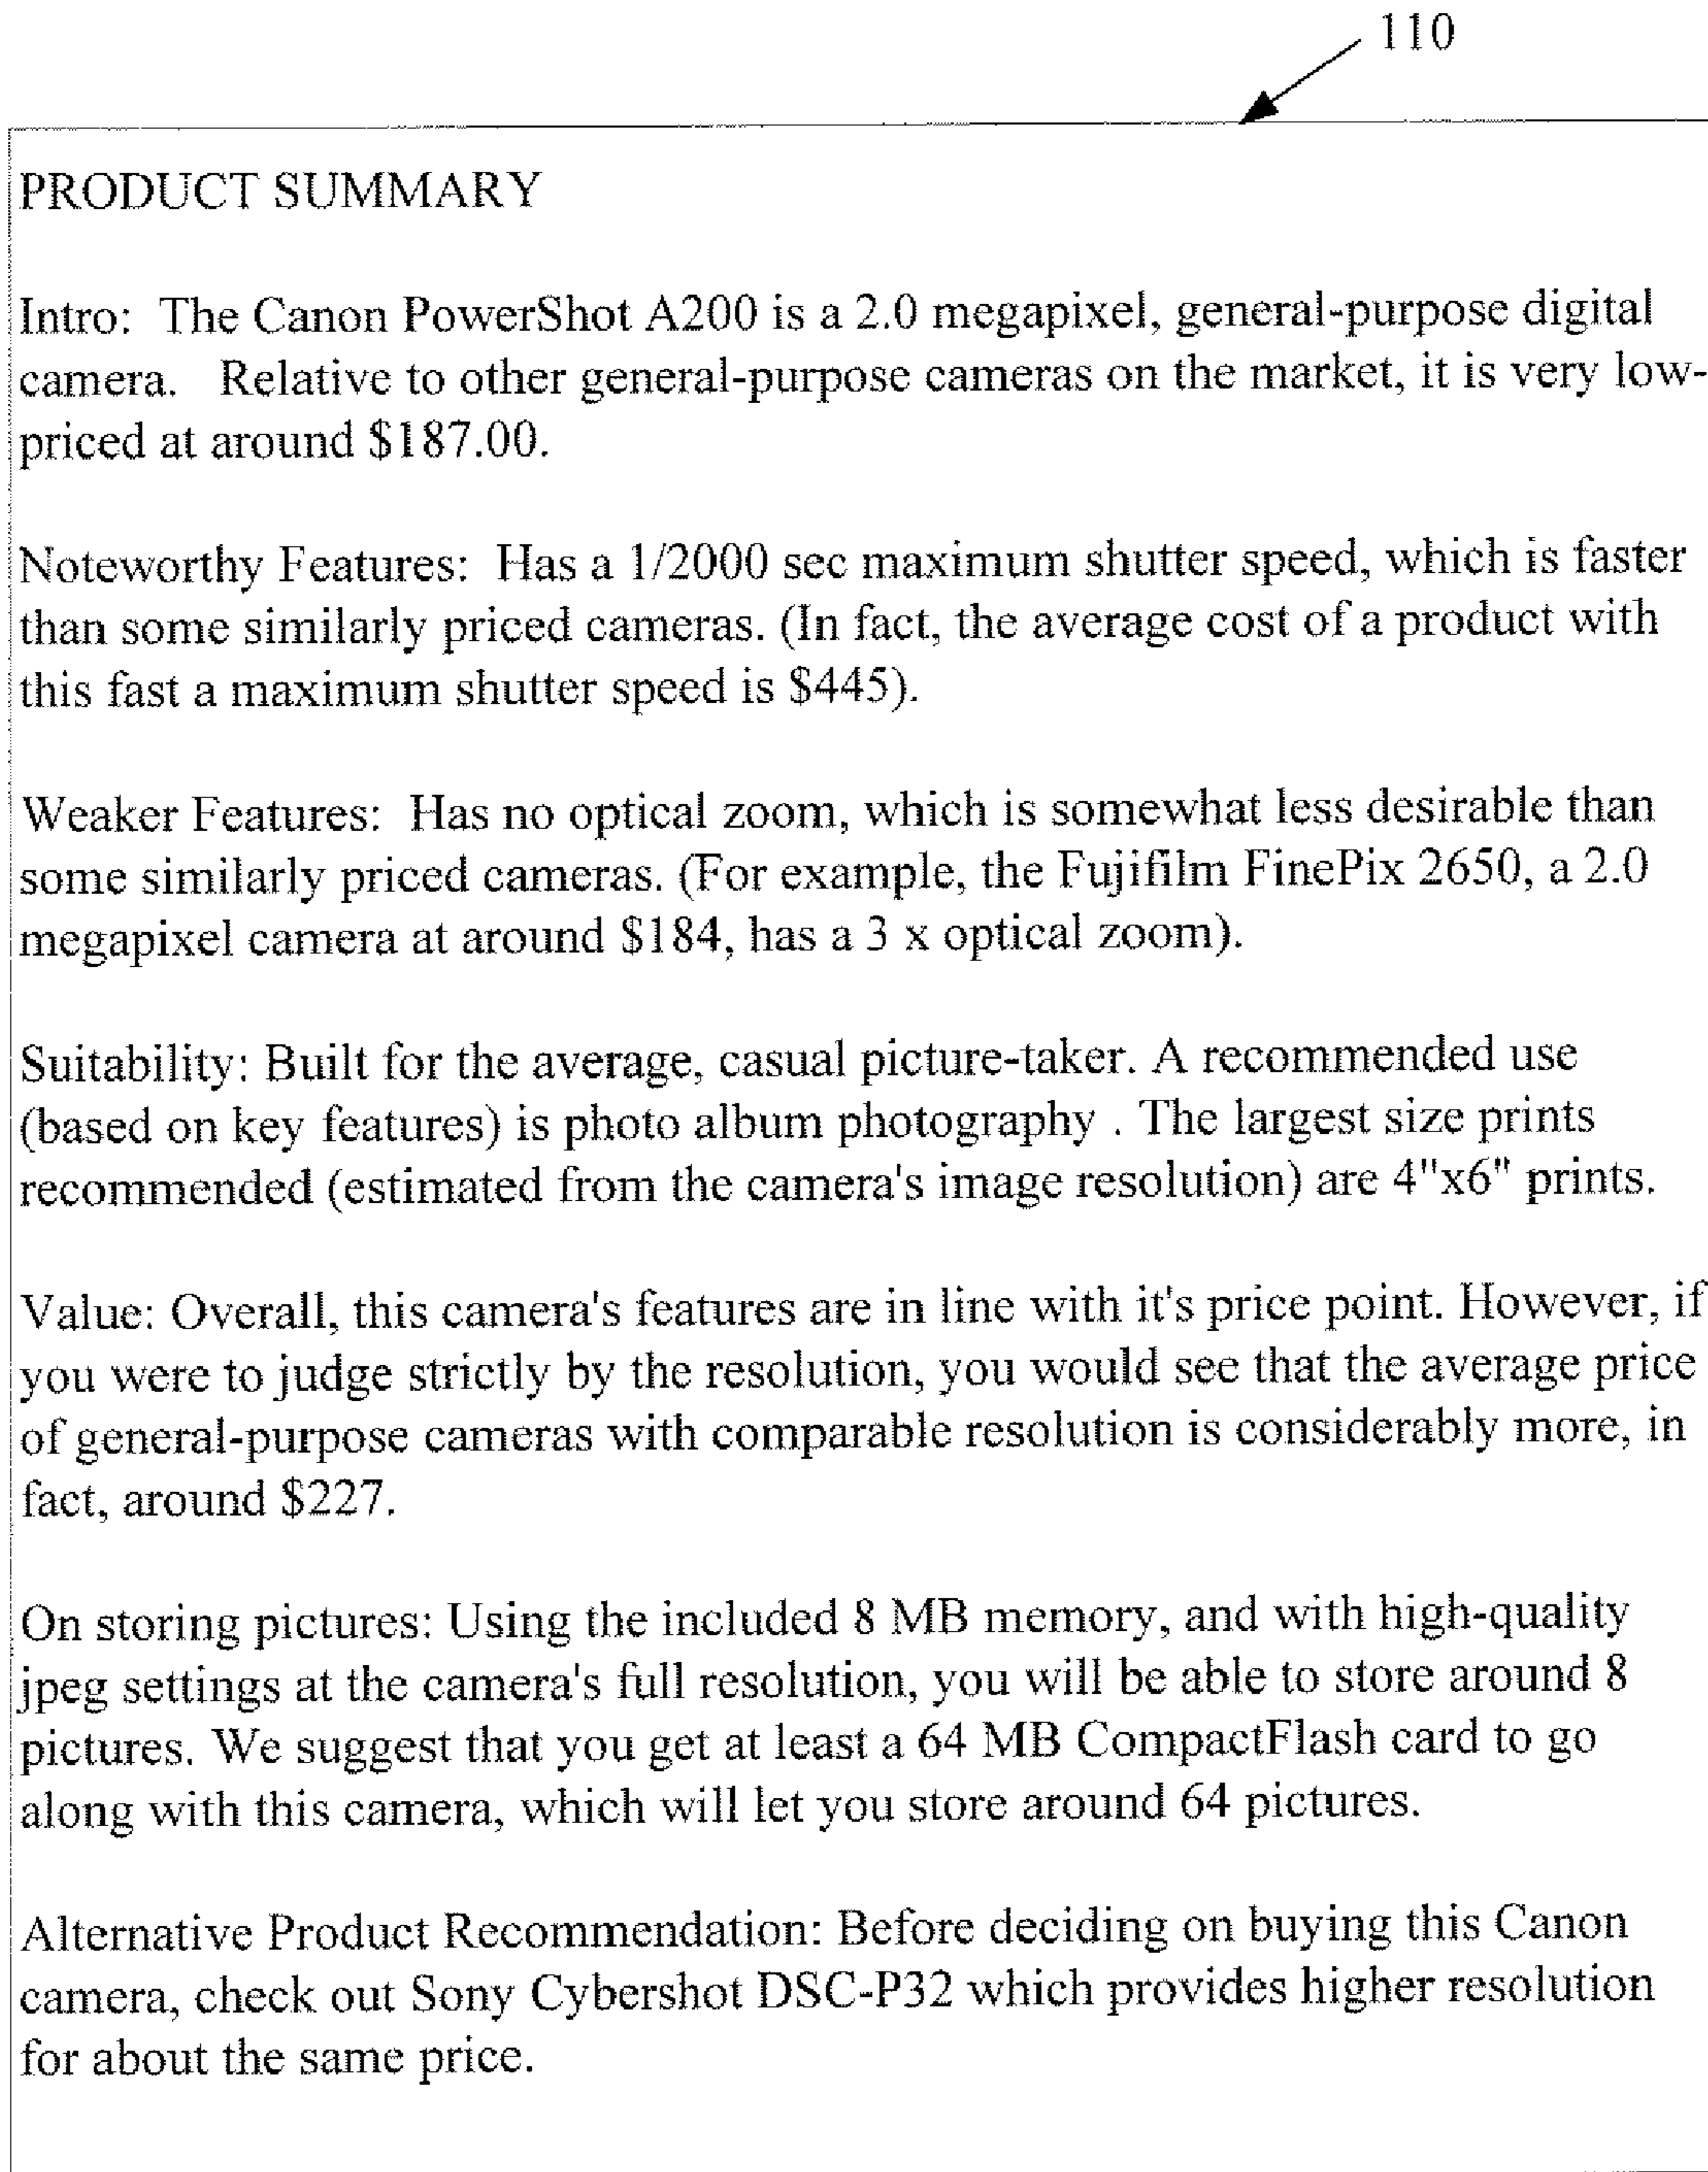 110
PRODUCT SUMMARY
Intro: The Canon PowerShot A200 is a 2.0 megapixel, general-purpose digital
camera. Relative to other general-purpose cameras on the market, it is very low-
priced at around $187.00.
Noteworthy Features: Has a 1/2000 sec maximum shutter speed, which is faster
than some similarly priced cameras. (In fact, the average cost of a product with
this fast a maximum shutter speed is $445).
Weaker Features: Has no optical zoom, which is somewhat less desirable than
some similarly priced cameras. (For example, the Fujifilm FinePix 2650, a 2.0
megapixel camera at around $184, has a 3 x optical zoom).
Suitability: Built for the average, casual picture-taker. A recommended use
(based on key features) is photo album photography . The largest size prints
recommended (estimated from the camera's image resolution) are 4"x6" prints.
Value: Overall, this camera's features are in line with it's price point. However, if
you were to judge strictly by the resolution, you would see that the average price
of general-purpose cameras with comparable resolution is considerably more, in
fact, around $227.
On storing pictures: Using the included 8 MB memory, and with high-quality
jpeg settings at the camera's full resolution, you will be able to store around 8
pictures. We suggest that you get at least a 64 MB CompactFlash card to go
along with this camera, which will let you store around 64 pictures.
Alternative Product Recommendation: Before deciding on buying this Canon
camera, check out Sony Cybershot DSC-P32 which provides higher resolution
for about the same price.